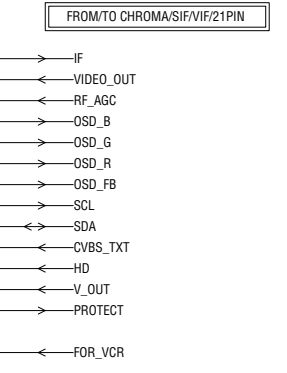 FROM/TO CHROMA/SIF/VIF/21PIN
IF
VIDEO_OUT
RF_AGC
OSD_B
OSD_G
OSD_R
OSD_FB
SCL
SDA
CVBS_TXT
HD
V_OUT
PROTECT
FOR_VCR